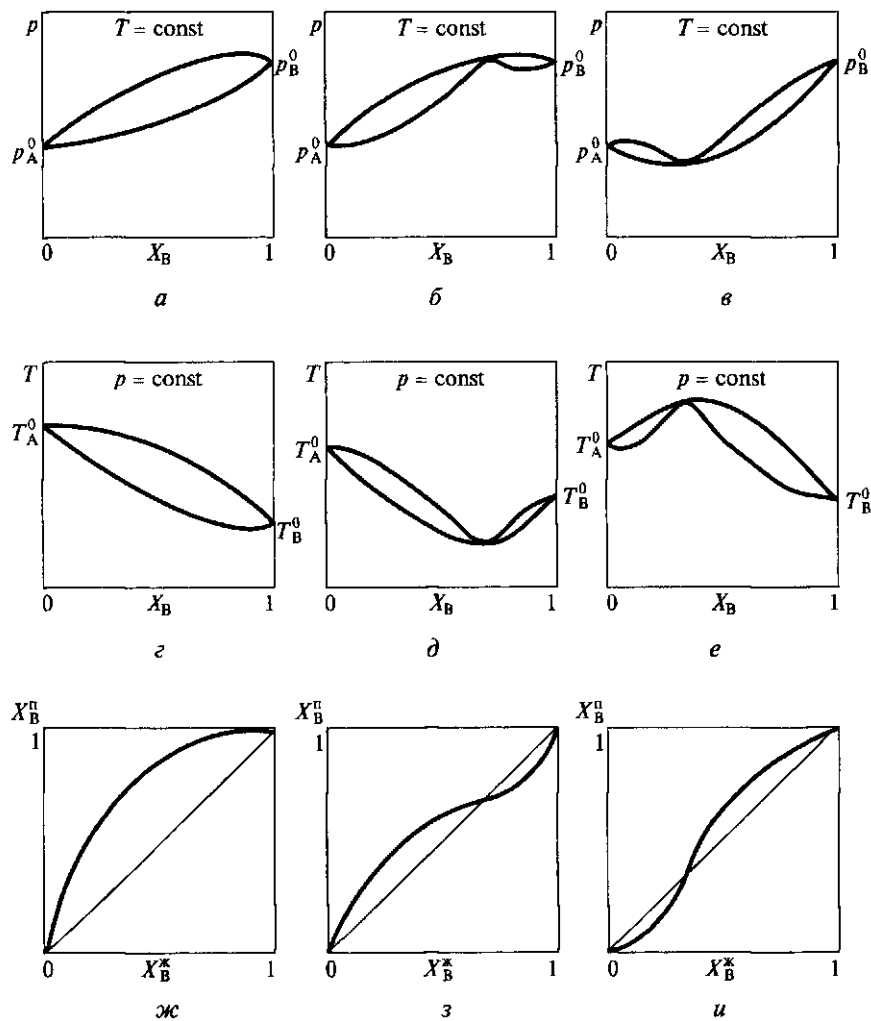 p T = const p_B^0 p_A^0 0 X_B 1
а
p T = const p_B^0 p_A^0 0 X_B 1
б
p T = const p_B^0 p_A^0 0 X_B 1
в
T p = const T_A^0 T_B^0 0 X_B 1
г
T p = const T_A^0 T_B^0 0 X_B 1
д
T p = const T_A^0 T_B^0 0 X_B 1
е
X_B^п 1 0 X_B^ж 1
ж
X_B^п 1 0 X_B^ж 1
з
X_B^п 1 0 X_B^ж 1
и